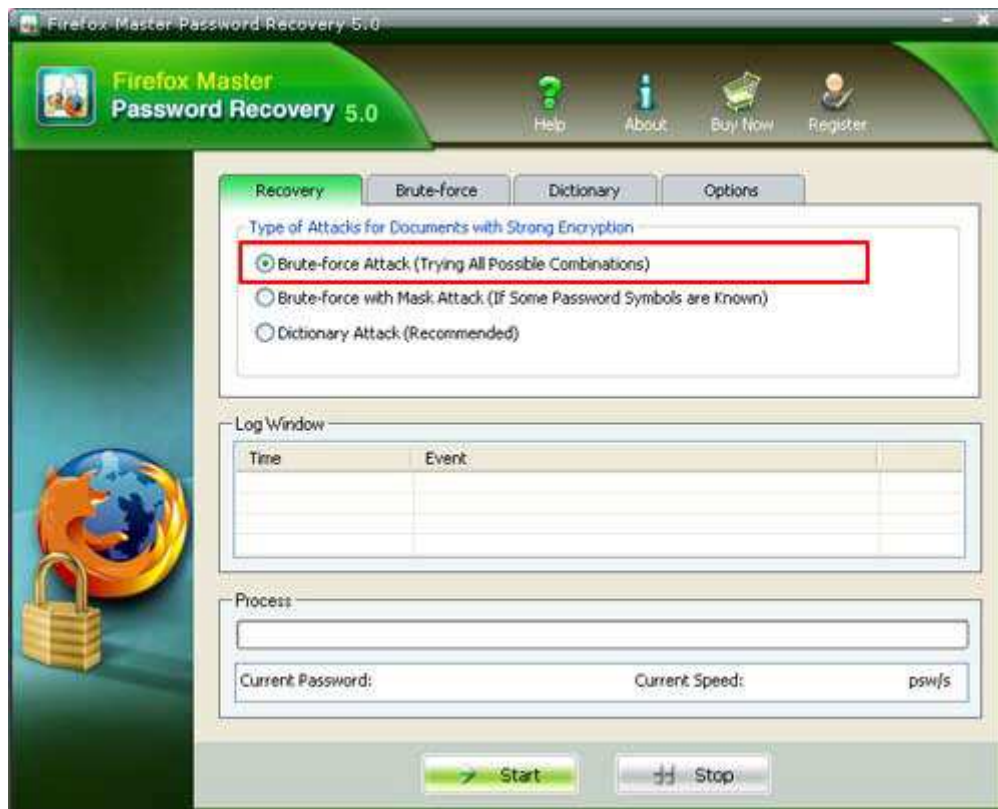 Firefox Master Password Recovery 5.0
Firefox Master
Password Recovery 5.0
Help About Buy Now Register
Recovery Brute-force Dictionary Options
Type of Attacks for Documents with Strong Encryption
Brute-force Attack (Trying All Possible Combinations)
Brute-force with Mask Attack (If Some Password Symbols are Known)
Dictionary Attack (Recommended)
Log Window
Time Event
Process
Current Password: Current Speed: psw/s
Start Stop